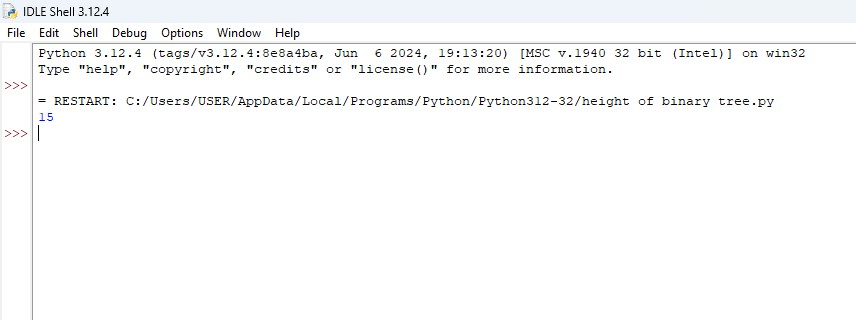 IDLE Shell 3.12.4
File Edit Shell Debug Options Window Help
Python 3.12.4 (tags/v3.12.4:8e8a4ba, Jun  6 2024, 19:13:20) [MSC v.1940 32 bit (Intel)] on win32
Type "help", "copyright", "credits" or "license()" for more information.
>>>
= RESTART: C:/Users/USER/AppData/Local/Programs/Python/Python312-32/height of binary tree.py
15
>>>